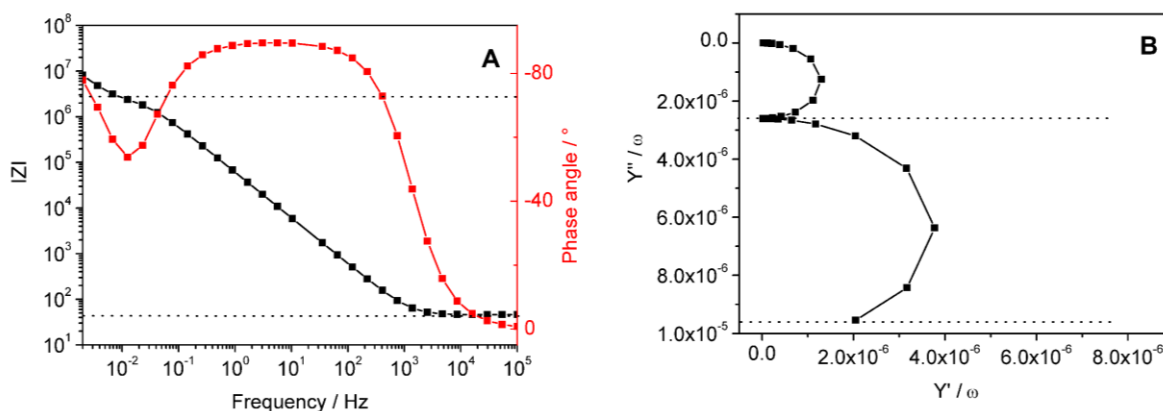 A
|Z|
10⁸
10⁷
10⁶
10⁵
10⁴
10³
10²
10¹
10⁻² 10⁻¹ 10⁰ 10¹ 10² 10³ 10⁴ 10⁵
Frequency / Hz
-80
-40
0
Phase angle / °
B
Y'' / ω
0.0
2.0x10⁻⁶
4.0x10⁻⁶
6.0x10⁻⁶
8.0x10⁻⁶
1.0x10⁻⁵
0.0 2.0x10⁻⁶ 4.0x10⁻⁶ 6.0x10⁻⁶ 8.0x10⁻⁶
Y' / ω